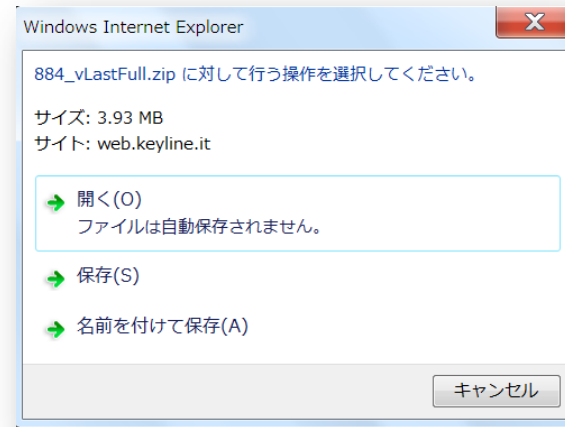 Windows Internet Explorer
884_vLastFull.zip に対して行う操作を選択してください。
サイズ: 3.93 MB
サイト: web.keyline.it
開く(O)
ファイルは自動保存されません。
保存(S)
名前を付けて保存(A)
キャンセル